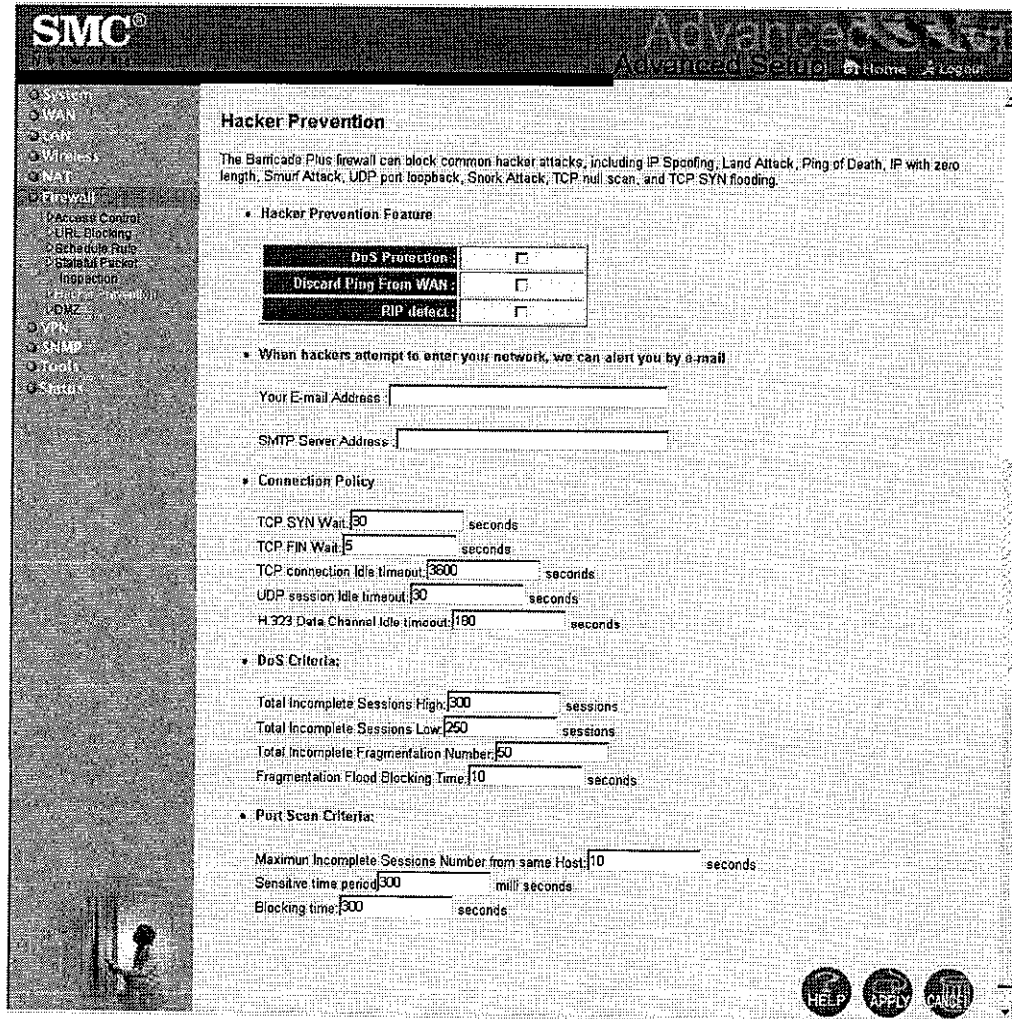 SMC®
Networks
Advanced Setup
Advanced Setup
Home Logout
System
WAN
LAN
Wireless
NAT
Firewall
Access Control
URL Blocking
Schedule Rule
Stateful Packet
Inspection
Hacker Prevention
DMZ
VPN
SNMP
Tools
Status
Hacker Prevention
The Barricade Plus firewall can block common hacker attacks, including IP Spoofing, Land Attack, Ping of Death, IP with zero
length, Smurf Attack, UDP port loopback, Snork Attack, TCP null scan, and TCP SYN flooding.
• Hacker Prevention Feature
DoS Protection :
Discard Ping From WAN :
RIP defect :
• When hackers attempt to enter your network, we can alert you by e-mail
Your E-mail Address :
SMTP Server Address :
• Connection Policy
TCP SYN Wait: 30 seconds
TCP FIN Wait: 5 seconds
TCP connection Idle timeout: 3600 seconds
UDP session Idle timeout: 30 seconds
H.323 Data Channel Idle timeout: 180 seconds
• DoS Criteria:
Total Incomplete Sessions High: 300 sessions
Total Incomplete Sessions Low: 250 sessions
Total Incomplete Fragmentation Number: 50
Fragmentation Flood Blocking Time: 10 seconds
• Port Scan Criteria:
Maximun Incomplete Sessions Number from same Host: 10 seconds
Sensitive time period 300 milli seconds
Blocking time: 300 seconds
HELP APPLY CANCEL